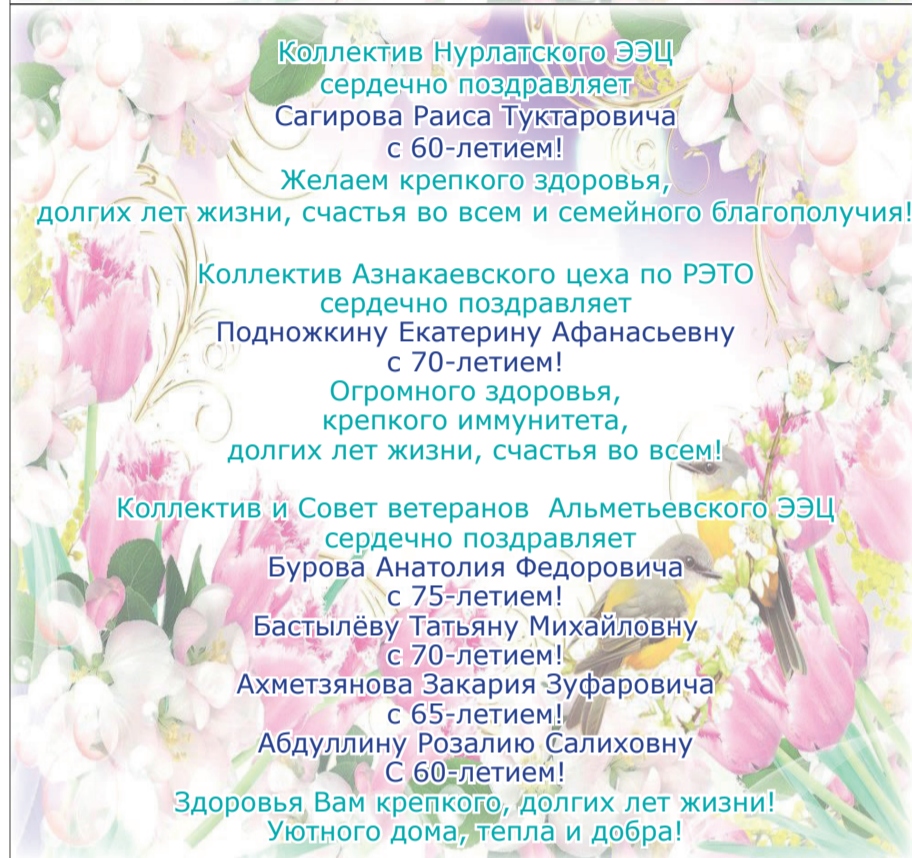 Коллектив Нурлатского ЭЭЦ
сердечно поздравляет
Сагирова Раиса Туктаровича
с 60-летием!
Желаем крепкого здоровья,
долгих лет жизни, счастья во всем и семейного благополучия!
Коллектив Азнакаевского цеха по РЭТО
сердечно поздравляет
Подножкину Екатерину Афанасьевну
с 70-летием!
Огромного здоровья,
крепкого иммунитета,
долгих лет жизни, счастья во всем!
Коллектив и Совет ветеранов Альметьевского ЭЭЦ
сердечно поздравляет
Бурова Анатолия Федоровича
с 75-летием!
Бастылёву Татьяну Михайловну
с 70-летием!
Ахметзянова Закария Зуфаровича
с 65-летием!
Абдуллину Розалию Салиховну
С 60-летием!
Здоровья Вам крепкого, долгих лет жизни!
Уютного дома, тепла и добра!